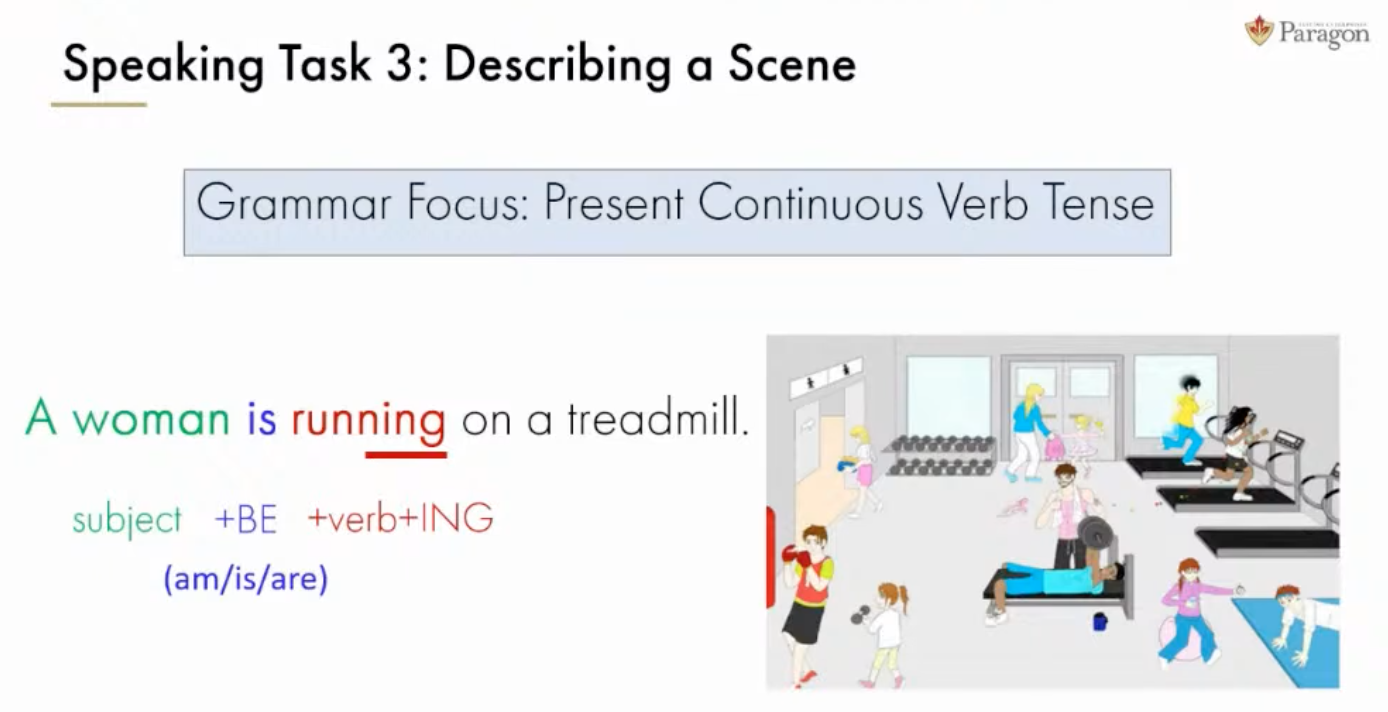 Paragon
Speaking Task 3: Describing a Scene
Grammar Focus: Present Continuous Verb Tense
A woman is running on a treadmill.
subject +BE +verb+ING
(am/is/are)